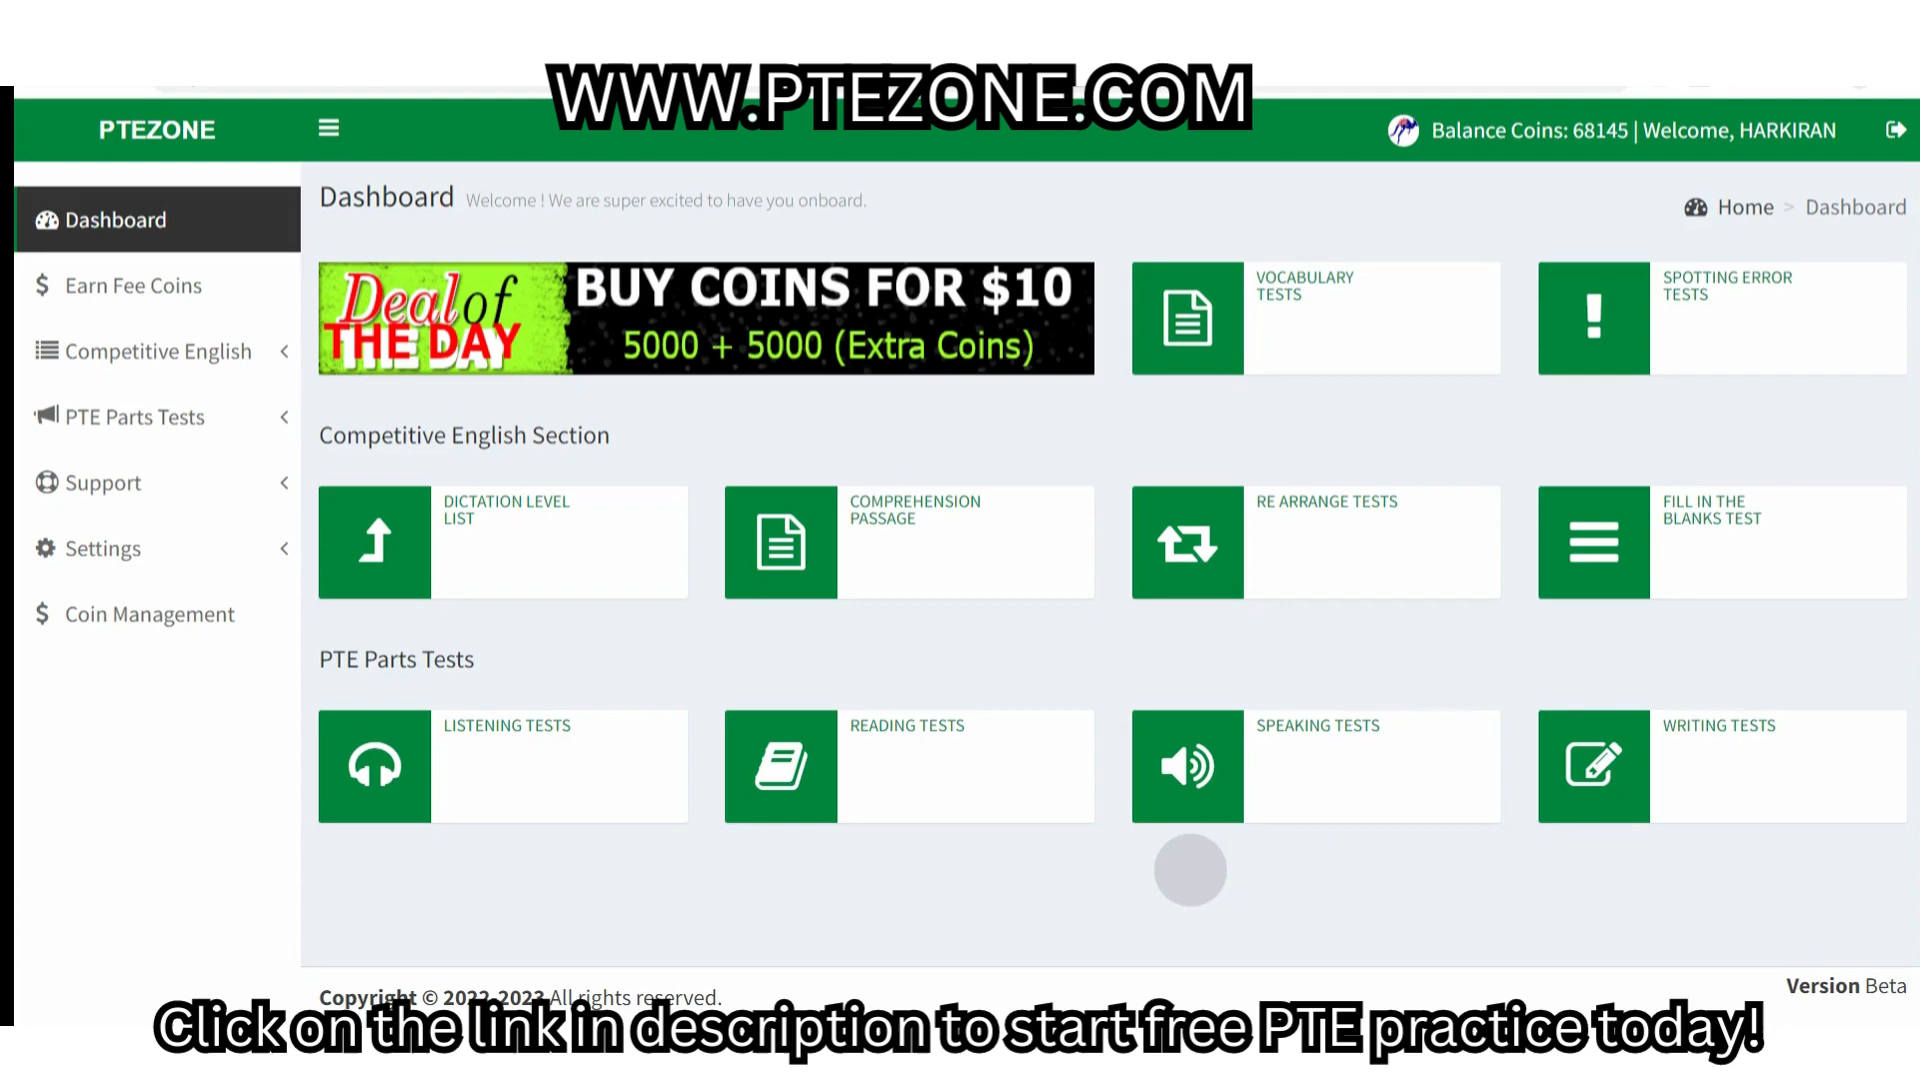 WWW.PTEZONE.COM
PTEZONE
Balance Coins: 68145 | Welcome, HARKIRAN
Dashboard
Earn Fee Coins
Competitive English
PTE Parts Tests
Support
Settings
Coin Management
Dashboard Welcome ! We are super excited to have you onboard.
Home > Dashboard
Deal of
THE DAY
BUY COINS FOR $10
5000 + 5000 (Extra Coins)
VOCABULARY
TESTS
SPOTTING ERROR
TESTS
Competitive English Section
DICTATION LEVEL
LIST
COMPREHENSION
PASSAGE
RE ARRANGE TESTS
FILL IN THE
BLANKS TEST
PTE Parts Tests
LISTENING TESTS
READING TESTS
SPEAKING TESTS
WRITING TESTS
Copyright © 2022-2023 All rights reserved.
Version Beta
Click on the link in description to start free PTE practice today!